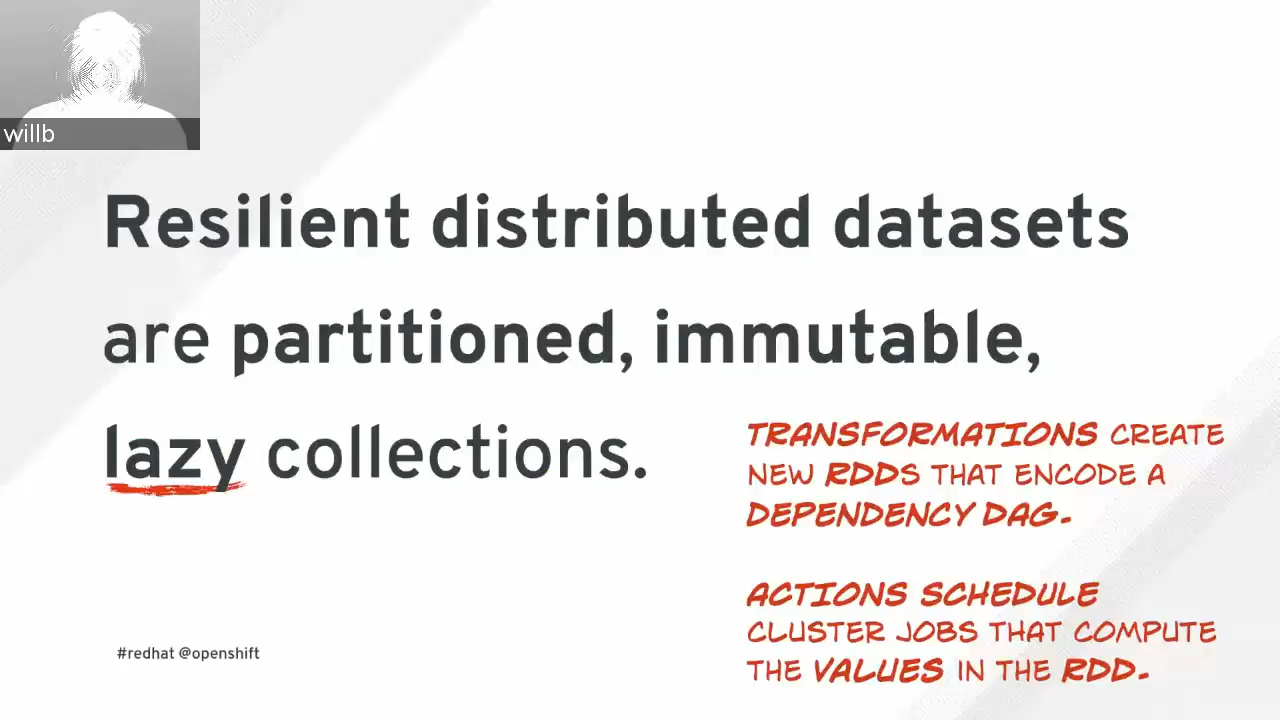 willb
Resilient distributed datasets
are partitioned, immutable,
lazy collections.
TRANSFORMATIONS CREATE
NEW RDDS THAT ENCODE A
DEPENDENCY DAG.
ACTIONS SCHEDULE
CLUSTER JOBS THAT COMPUTE
THE VALUES IN THE RDD.
#redhat @openshift